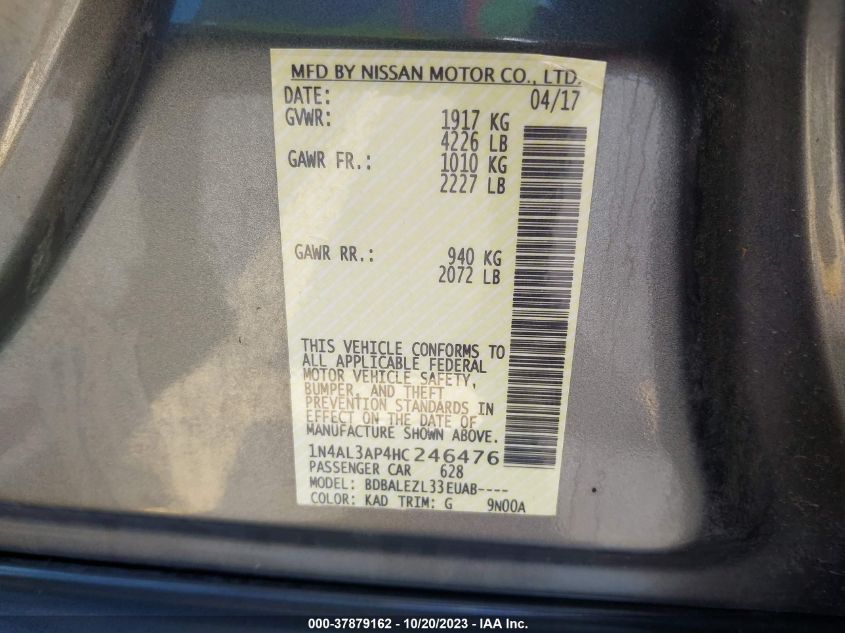 MFD BY NISSAN MOTOR CO., LTD.
DATE: 04/17
GVWR: 1917 KG
4226 LB
GAWR FR.: 1010 KG
2227 LB
GAWR RR.: 940 KG
2072 LB
THIS VEHICLE CONFORMS TO
ALL APPLICABLE FEDERAL
MOTOR VEHICLE SAFETY,
BUMPER, AND THEFT
PREVENTION STANDARDS IN
EFFECT ON THE DATE OF
MANUFACTURE SHOWN ABOVE.
1N4AL3AP4HC246476
PASSENGER CAR 628
MODEL: BDBALEZL33EUAB----
COLOR: KAD TRIM: G 9N00A
000-37879162 - 10/20/2023 - IAA Inc.